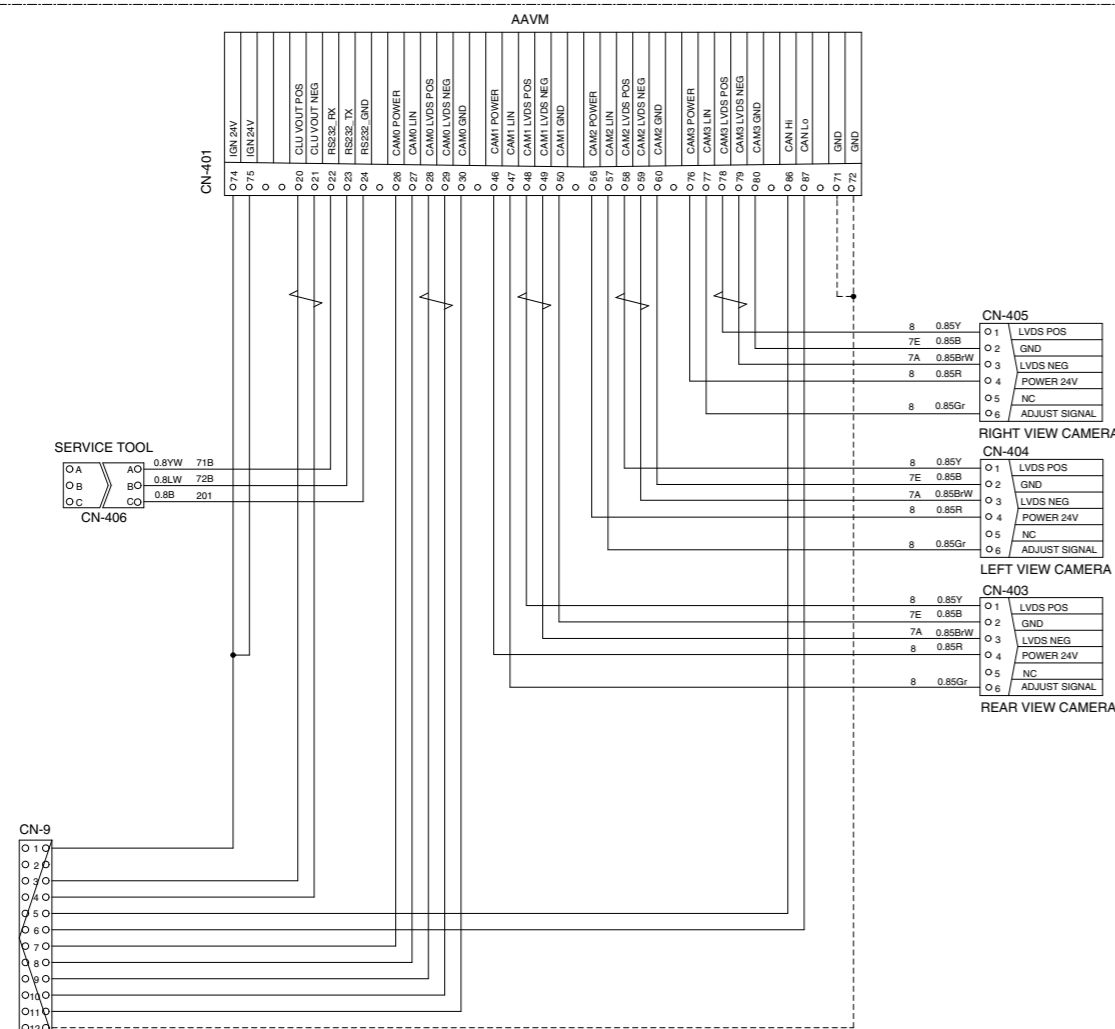 AAVM
CN-401
IGN 24V
IGN 24V
CLU VOUT POS
CLU VOUT NEG
RS232_RX
RS232_TX
RS232_GND
CAM0 POWER
CAM0 LIN
CAM0 LVDS POS
CAM0 LVDS NEG
CAM0 GND
CAM1 POWER
CAM1 LIN
CAM1 LVDS POS
CAM1 LVDS NEG
CAM1 GND
CAM2 POWER
CAM2 LIN
CAM2 LVDS POS
CAM2 LVDS NEG
CAM2 GND
CAM3 POWER
CAM3 LIN
CAM3 LVDS POS
CAM3 LVDS NEG
CAM3 GND
CAN Hi
CAN Lo
GND
GND
74 75 20 21 22 23 24 26 27 28 29 30 46 47 48 49 50 56 57 58 59 60 76 77 78 79 80 86 87 71 72
CN-405
8 0.85Y 1 LVDS POS
7E 0.85B 2 GND
7A 0.85BrW 3 LVDS NEG
8 0.85R 4 POWER 24V
5 NC
8 0.85Gr 6 ADJUST SIGNAL
RIGHT VIEW CAMERA
CN-404
8 0.85Y 1 LVDS POS
7E 0.85B 2 GND
7A 0.85BrW 3 LVDS NEG
8 0.85R 4 POWER 24V
5 NC
8 0.85Gr 6 ADJUST SIGNAL
LEFT VIEW CAMERA
CN-403
8 0.85Y 1 LVDS POS
7E 0.85B 2 GND
7A 0.85BrW 3 LVDS NEG
8 0.85R 4 POWER 24V
5 NC
8 0.85Gr 6 ADJUST SIGNAL
REAR VIEW CAMERA
SERVICE TOOL
A A 0.8YW 71B
B B 0.8LW 72B
C C 0.8B 201
CN-406
CN-9
1
2
3
4
5
6
7
8
9
10
11
12